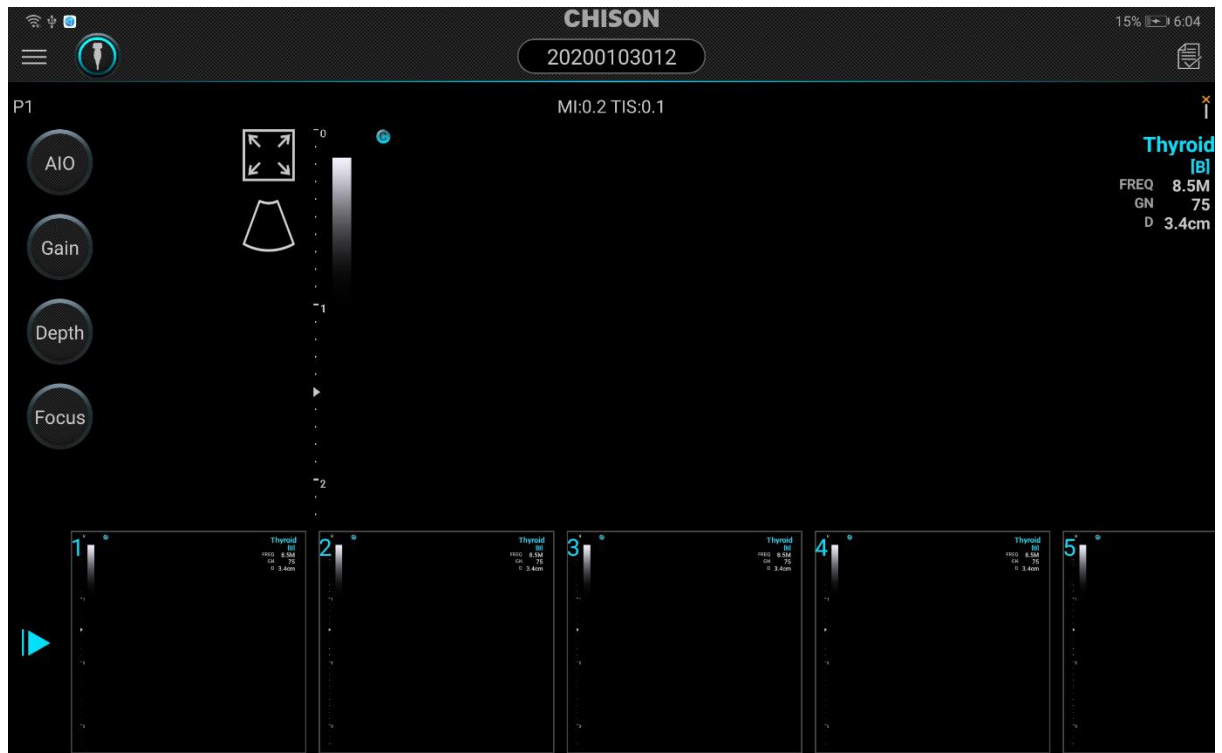 CHISON
15% 6:04
20200103012
P1
MI:0.2 TIS:0.1
AIO
Gain
Depth
Focus
0
1
2
C
Thyroid
[B]
FREQ 8.5M
GN 75
D 3.4cm
1
Thyroid
[B]
FREQ 8.5M
GN 75
D 3.4cm
2
Thyroid
[B]
FREQ 8.5M
GN 75
D 3.4cm
3
Thyroid
[B]
FREQ 8.5M
GN 75
D 3.4cm
4
Thyroid
[B]
FREQ 8.5M
GN 75
D 3.4cm
5